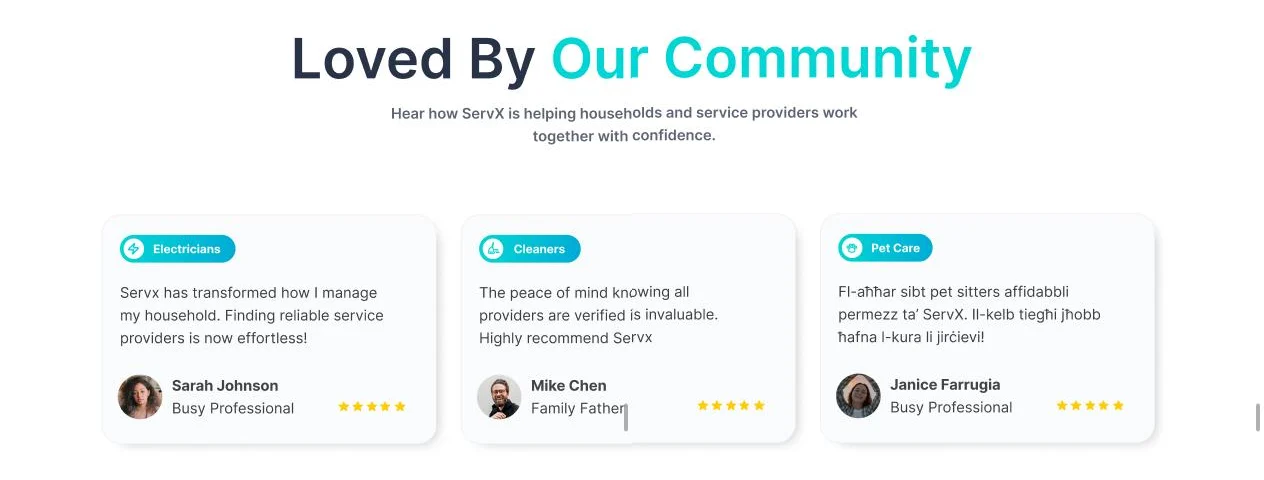 Loved By Our Community
Hear how ServX is helping households and service providers work
together with confidence.
Electricians
Servx has transformed how I manage
my household. Finding reliable service
providers is now effortless!
Sarah Johnson
Busy Professional
Cleaners
The peace of mind knowing all
providers are verified is invaluable.
Highly recommend Servx
Mike Chen
Family Father
Pet Care
Fl-aħħar sibt pet sitters affidabbli
permezz ta’ ServX. Il-kelb tiegħi jħobb
ħafna l-kura li jirċievi!
Janice Farrugia
Busy Professional